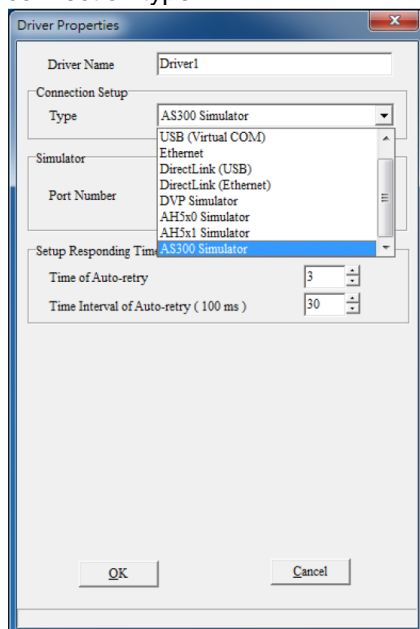 Driver Properties
Driver Name Driver1
Connection Setup
Type AS300 Simulator
USB (Virtual COM)
Ethernet
DirectLink (USB)
DirectLink (Ethernet)
DVP Simulator
AH5x0 Simulator
AH5x1 Simulator
AS300 Simulator
Simulator
Port Number
Setup Responding Time
Time of Auto-retry 3
Time Interval of Auto-retry ( 100 ms ) 30
OK Cancel